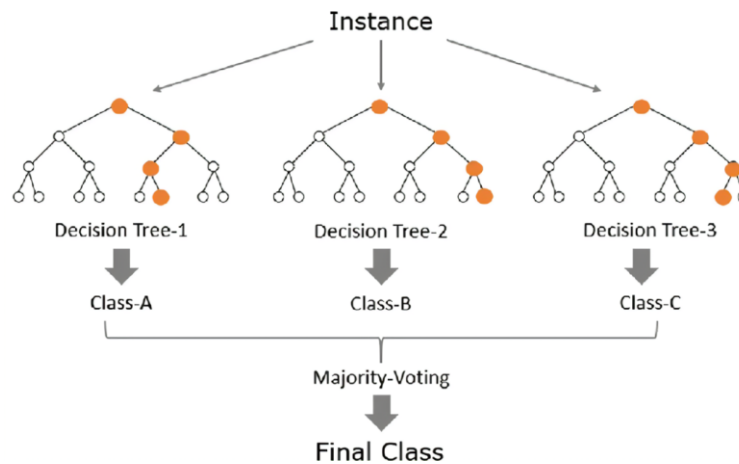 Instance
Decision Tree-1
Decision Tree-2
Decision Tree-3
Class-A
Class-B
Class-C
Majority-Voting
Final Class